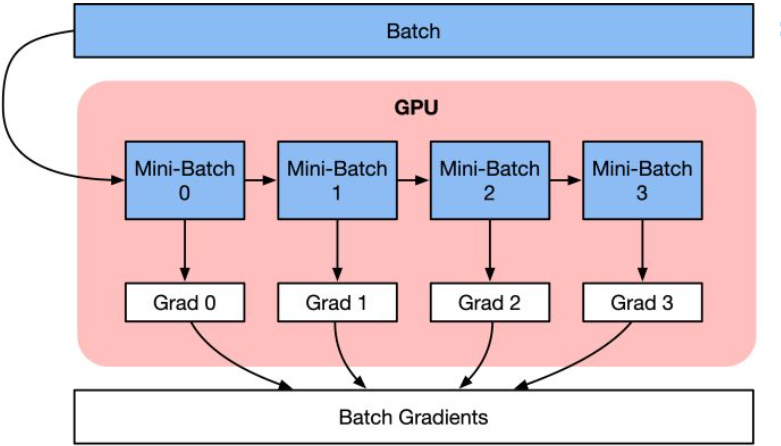 Batch
GPU
Mini-Batch
0
Mini-Batch
1
Mini-Batch
2
Mini-Batch
3
Grad 0
Grad 1
Grad 2
Grad 3
Batch Gradients